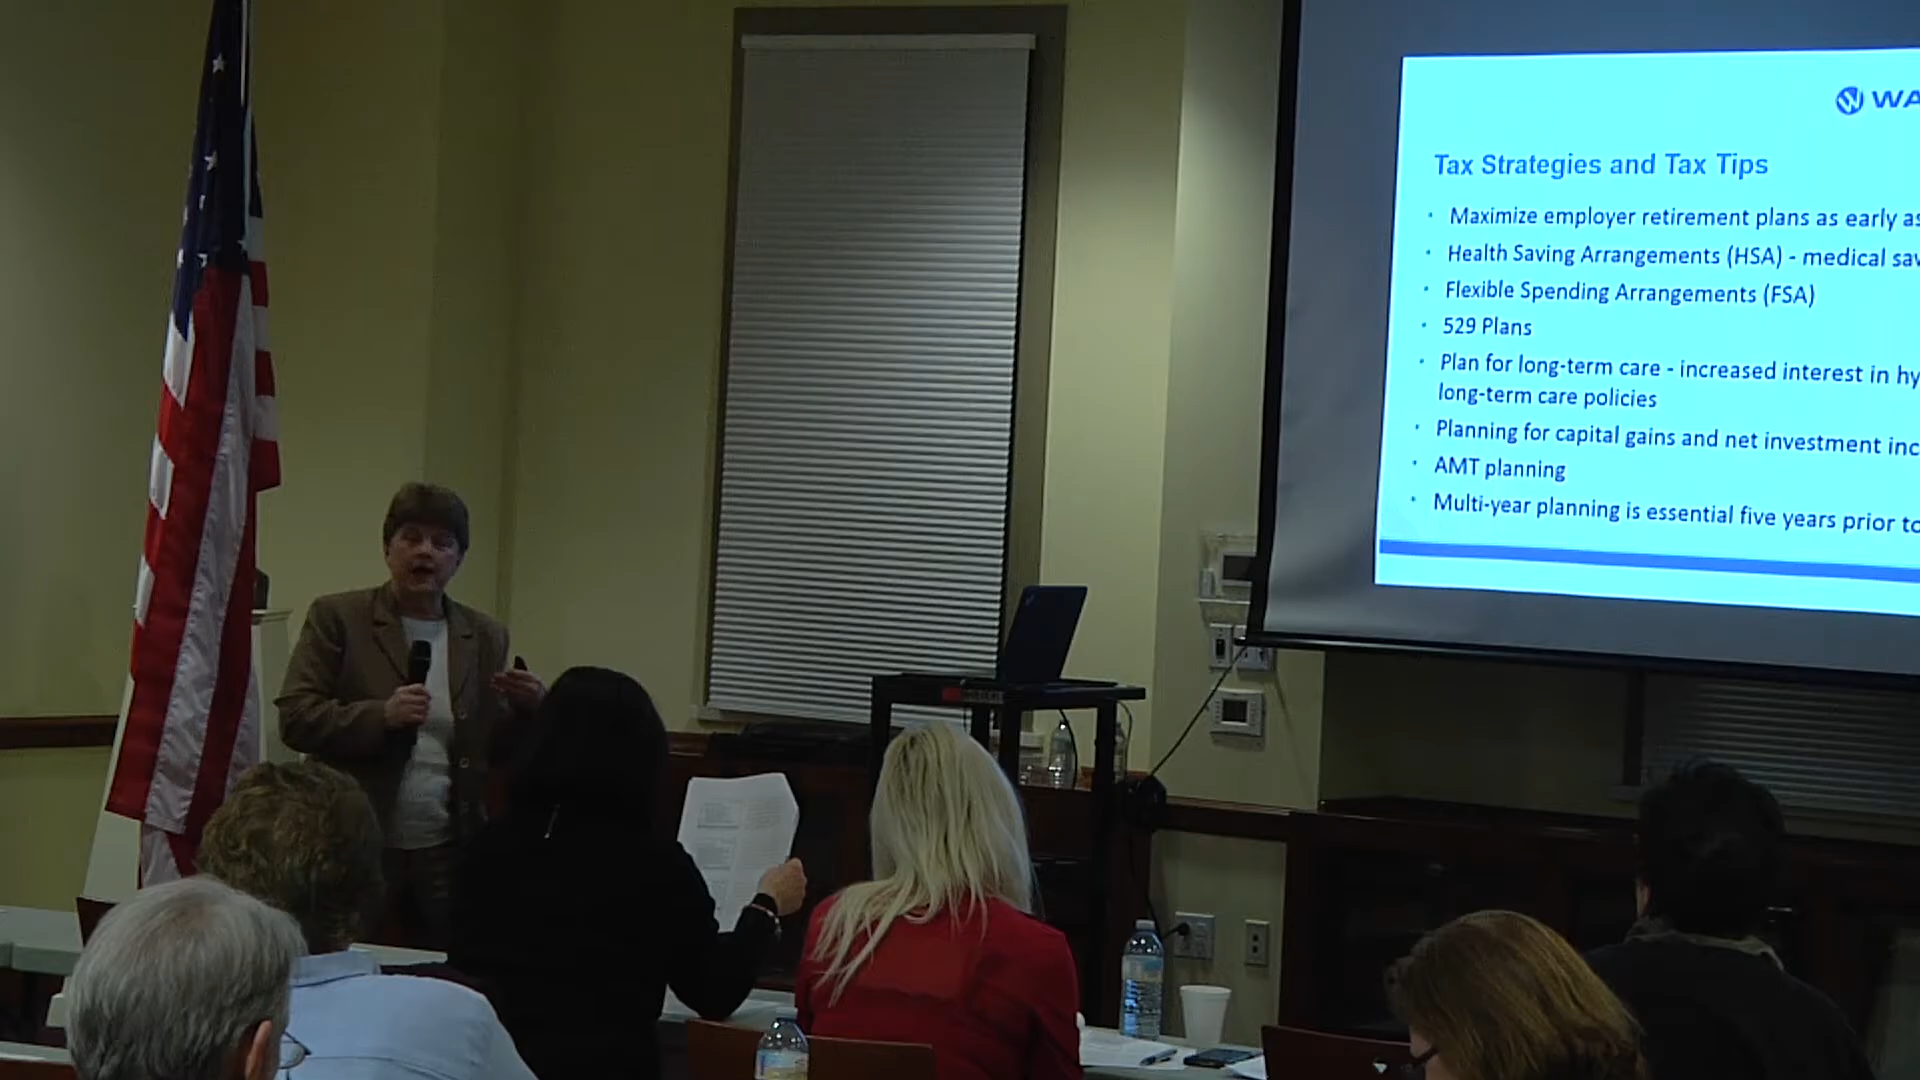 WA
Tax Strategies and Tax Tips
• Maximize employer retirement plans as early as
• Health Saving Arrangements (HSA) - medical sav
• Flexible Spending Arrangements (FSA)
• 529 Plans
• Plan for long-term care - increased interest in hy
long-term care policies
• Planning for capital gains and net investment inc
• AMT planning
• Multi-year planning is essential five years prior to